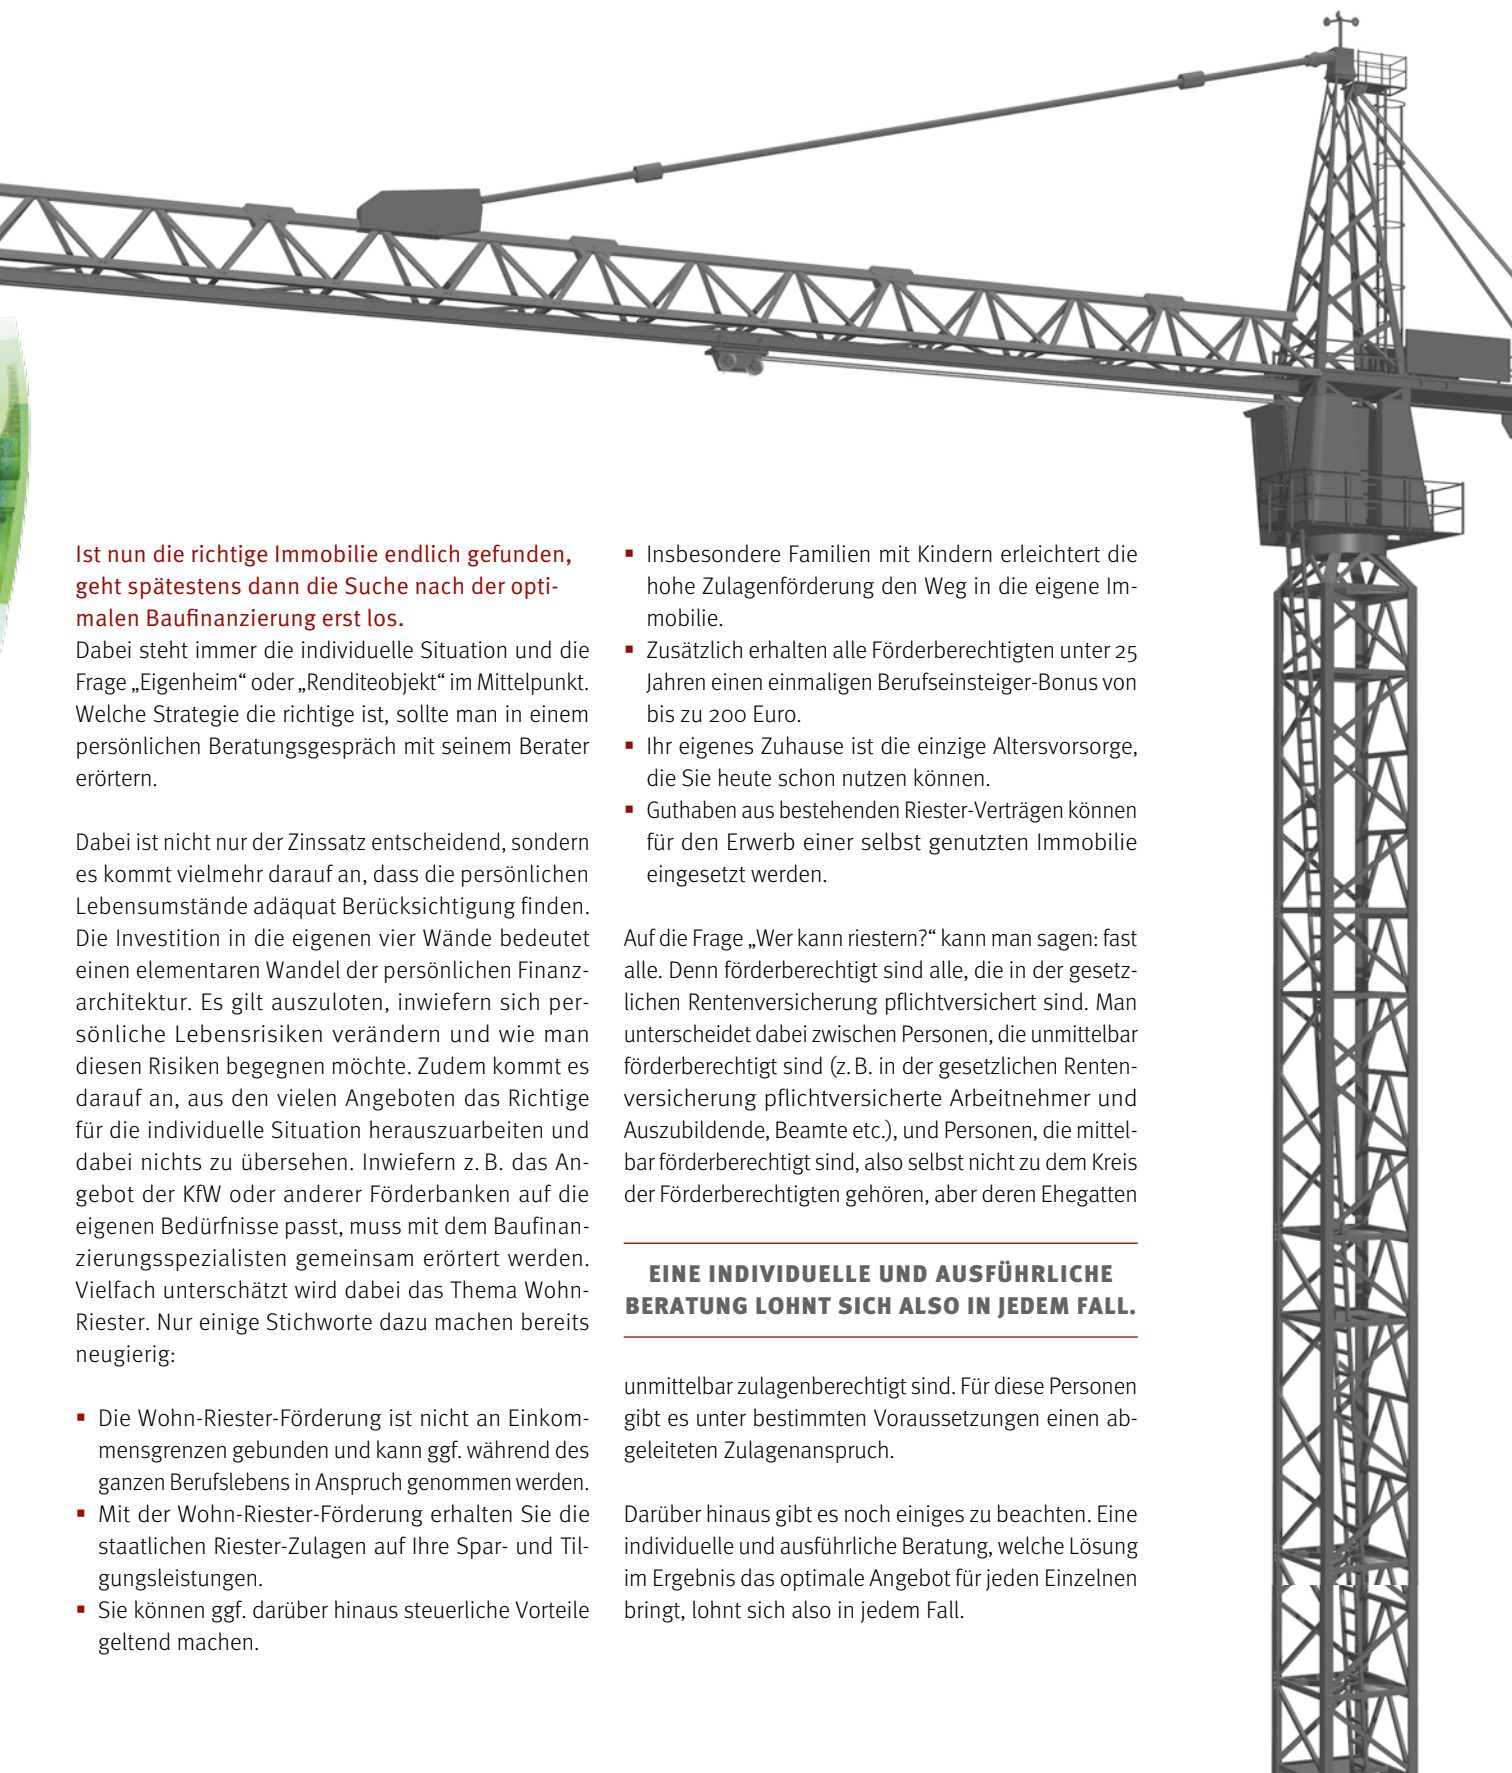 Ist nun die richtige Immobilie endlich gefunden,
geht spätestens dann die Suche nach der opti-
malen Baufinanzierung erst los.
Dabei steht immer die individuelle Situation und die
Frage „Eigenheim“ oder „Renditeobjekt“ im Mittelpunkt.
Welche Strategie die richtige ist, sollte man in einem
persönlichen Beratungsgespräch mit seinem Berater
erörtern.
Dabei ist nicht nur der Zinssatz entscheidend, sondern
es kommt vielmehr darauf an, dass die persönlichen
Lebensumstände adäquat Berücksichtigung finden.
Die Investition in die eigenen vier Wände bedeutet
einen elementaren Wandel der persönlichen Finanz-
architektur. Es gilt auszuloten, inwiefern sich per-
sönliche Lebensrisiken verändern und wie man
diesen Risiken begegnen möchte. Zudem kommt es
darauf an, aus den vielen Angeboten das Richtige
für die individuelle Situation herauszuarbeiten und
dabei nichts zu übersehen. Inwiefern z. B. das An-
gebot der KfW oder anderer Förderbanken auf die
eigenen Bedürfnisse passt, muss mit dem Baufinan-
zierungsspezialisten gemeinsam erörtert werden.
Vielfach unterschätzt wird dabei das Thema Wohn-
Riester. Nur einige Stichworte dazu machen bereits
neugierig:
▪ Die Wohn-Riester-Förderung ist nicht an Einkom-
mensgrenzen gebunden und kann ggf. während des
ganzen Berufslebens in Anspruch genommen werden.
▪ Mit der Wohn-Riester-Förderung erhalten Sie die
staatlichen Riester-Zulagen auf Ihre Spar- und Til-
gungsleistungen.
▪ Sie können ggf. darüber hinaus steuerliche Vorteile
geltend machen.
▪ Insbesondere Familien mit Kindern erleichtert die
hohe Zulagenförderung den Weg in die eigene Im-
mobilie.
▪ Zusätzlich erhalten alle Förderberechtigten unter 25
Jahren einen einmaligen Berufseinsteiger-Bonus von
bis zu 200 Euro.
▪ Ihr eigenes Zuhause ist die einzige Altersvorsorge,
die Sie heute schon nutzen können.
▪ Guthaben aus bestehenden Riester-Verträgen können
für den Erwerb einer selbst genutzten Immobilie
eingesetzt werden.
Auf die Frage „Wer kann riestern?“ kann man sagen: fast
alle. Denn förderberechtigt sind alle, die in der gesetz-
lichen Rentenversicherung pflichtversichert sind. Man
unterscheidet dabei zwischen Personen, die unmittelbar
förderberechtigt sind (z. B. in der gesetzlichen Renten-
versicherung pflichtversicherte Arbeitnehmer und
Auszubildende, Beamte etc.), und Personen, die mittel-
bar förderberechtigt sind, also selbst nicht zu dem Kreis
der Förderberechtigten gehören, aber deren Ehegatten
EINE INDIVIDUELLE UND AUSFÜHRLICHE
BERATUNG LOHNT SICH ALSO IN JEDEM FALL.
unmittelbar zulagenberechtigt sind. Für diese Personen
gibt es unter bestimmten Voraussetzungen einen ab-
geleiteten Zulagenanspruch.
Darüber hinaus gibt es noch einiges zu beachten. Eine
individuelle und ausführliche Beratung, welche Lösung
im Ergebnis das optimale Angebot für jeden Einzelnen
bringt, lohnt sich also in jedem Fall.